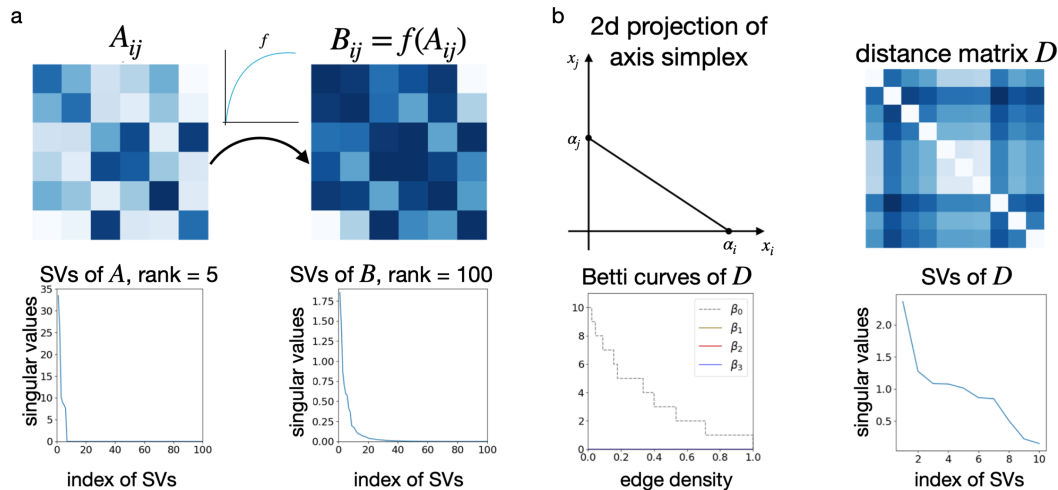 a
A_ij
f
B_ij = f(A_ij)
SVs of A, rank = 5
singular values
35
30
25
20
15
10
5
0
0 20 40 60 80 100
index of SVs
SVs of B, rank = 100
singular values
1.75
1.50
1.25
1.00
0.75
0.50
0.25
0.00
0 20 40 60 80 100
index of SVs
b
2d projection of
axis simplex
x_j
α_j
α_i
x_i
distance matrix D
Betti curves of D
10
8
6
4
2
0
β_0
β_1
β_2
β_3
0.0 0.2 0.4 0.6 0.8 1.0
edge density
SVs of D
singular values
2.0
1.5
1.0
0.5
2 4 6 8 10
index of SVs